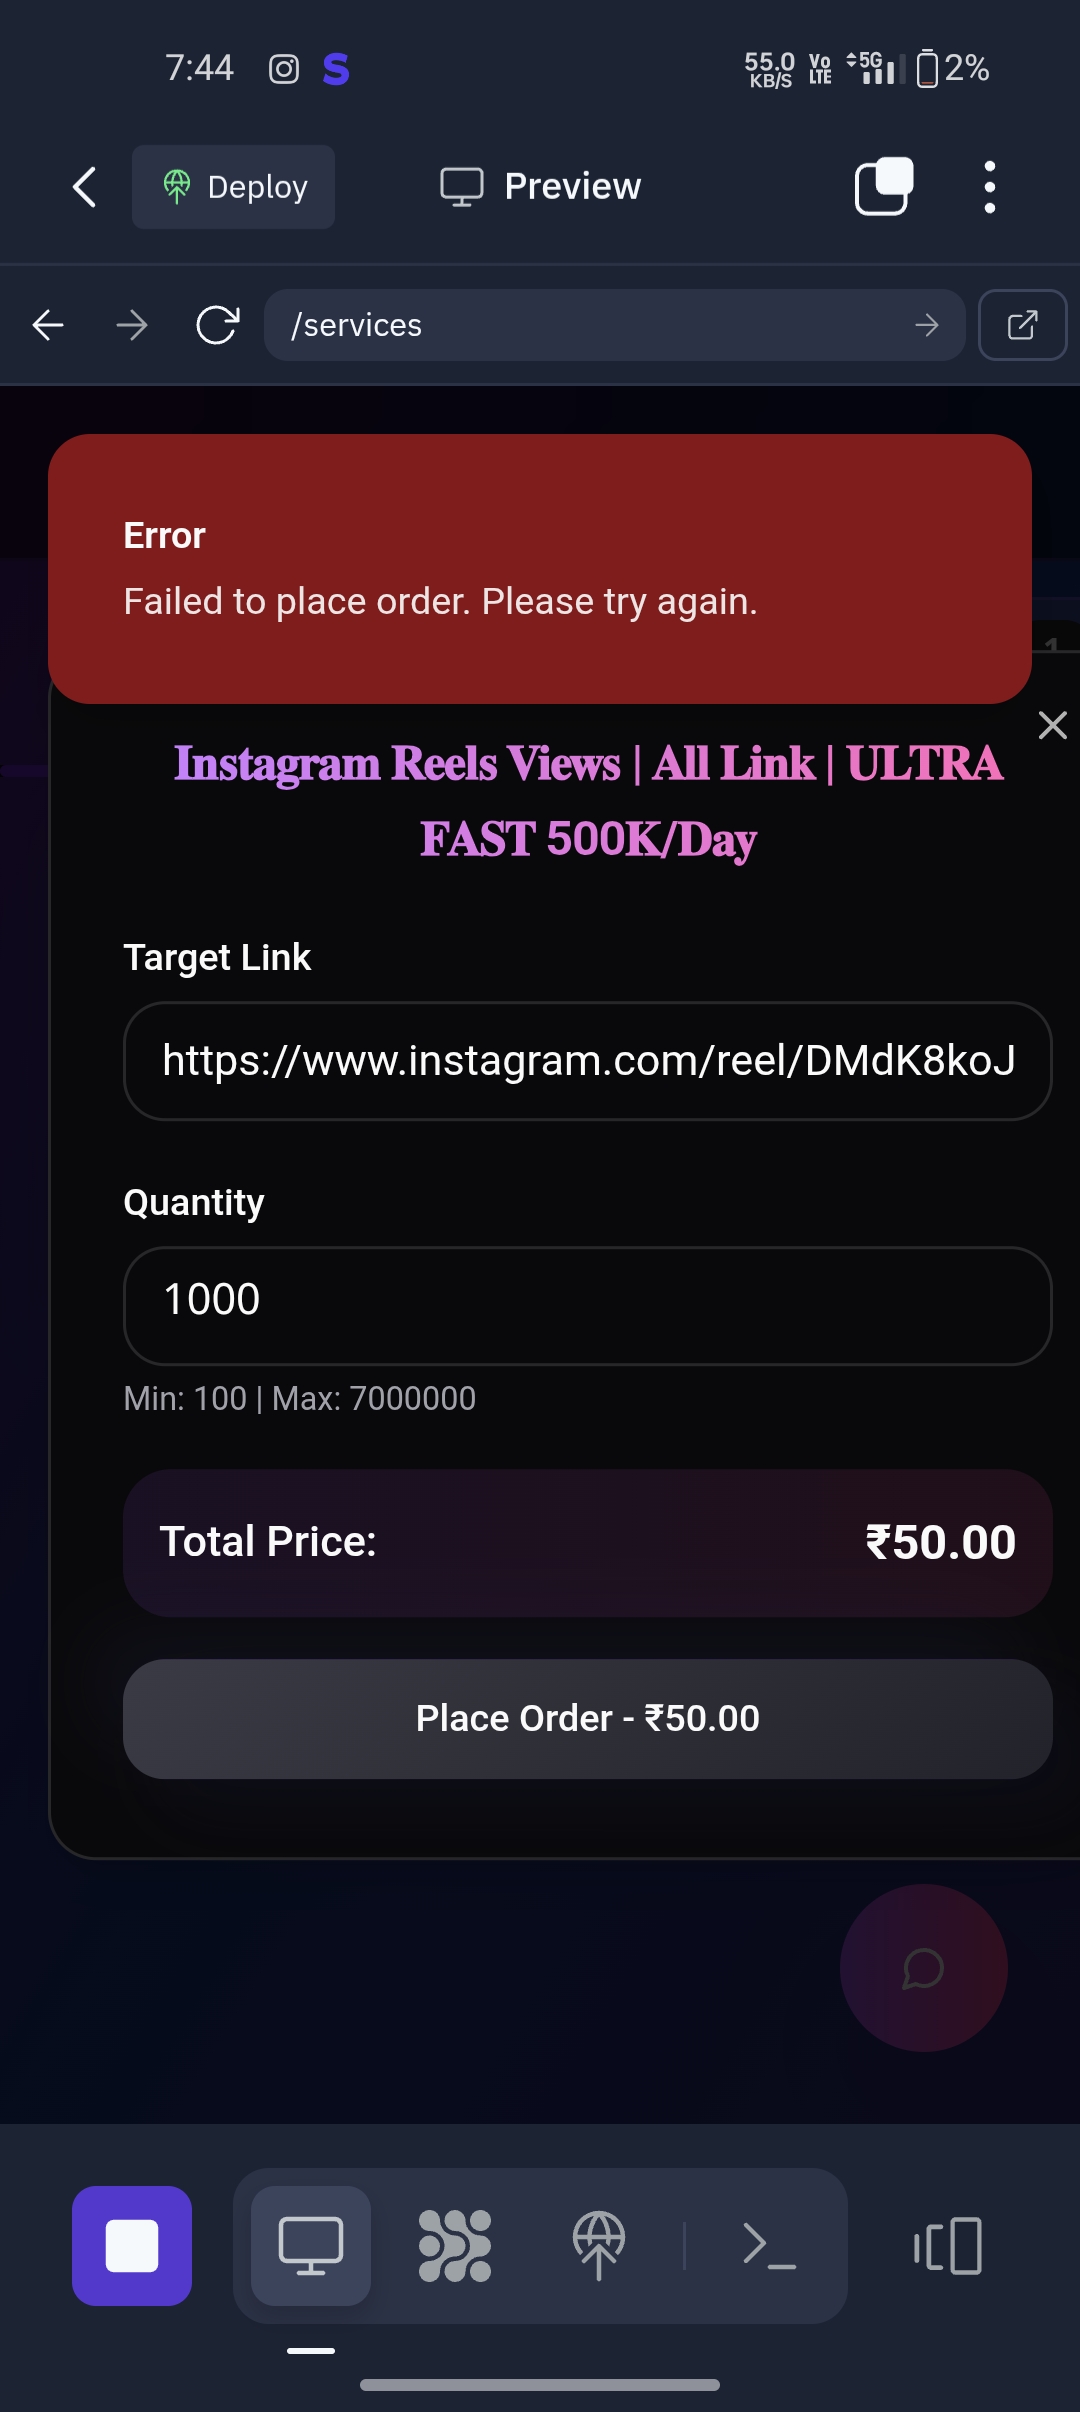 7:44
55.0 KB/S Vo LTE 5G 2%
Deploy
Preview
/services
Error
Failed to place order. Please try again.
1
Instagram Reels Views | All Link | ULTRA
FAST 500K/Day
Target Link
https://www.instagram.com/reel/DMdK8koJ
Quantity
1000
Min: 100 | Max: 7000000
Total Price:
₹50.00
Place Order - ₹50.00